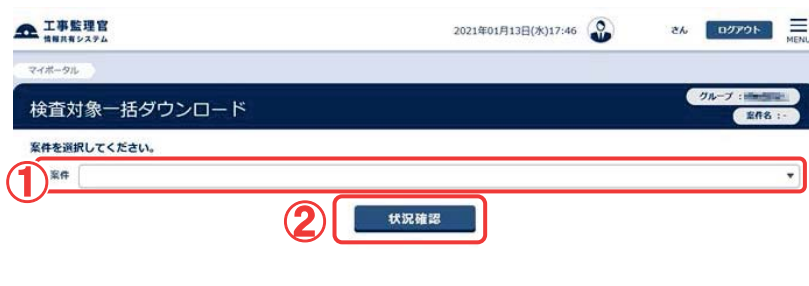 工事監理官
情報共有システム
2021年01月13日(水)17:46
さん
ログアウト
MENU
マイポータル
検査対象一括ダウンロード
グループ：
案件名：-
案件を選択してください。
① 案件
② 状況確認